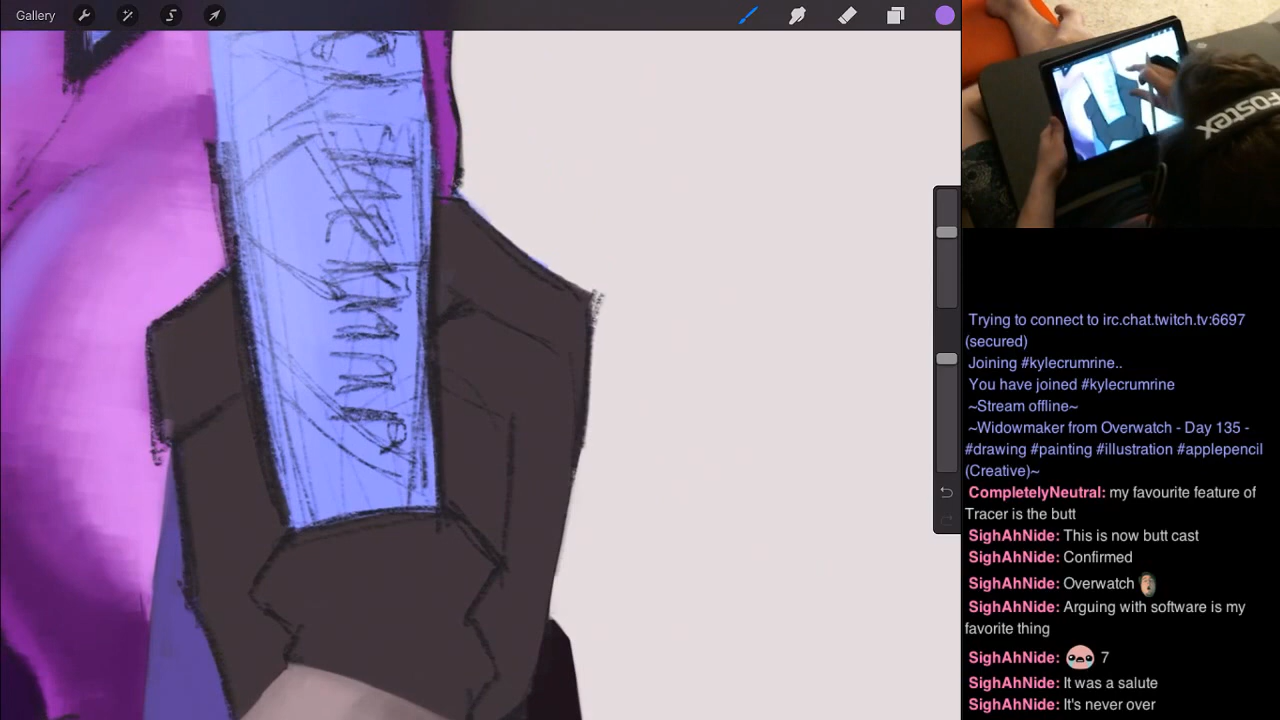 Gallery
FOSTEX
Trying to connect to irc.chat.twitch.tv:6697
(secured)
Joining #kylecrumrine..
You have joined #kylecrumrine
~Stream offline~
~Widowmaker from Overwatch - Day 135 -
#drawing #painting #illustration #applepencil
(Creative)~
CompletelyNeutral: my favourite feature of
Tracer is the butt
SighAhNide: This is now butt cast
SighAhNide: Confirmed
SighAhNide: Overwatch
SighAhNide: Arguing with software is my
favorite thing
SighAhNide: 7
SighAhNide: It was a salute
SighAhNide: It's never over